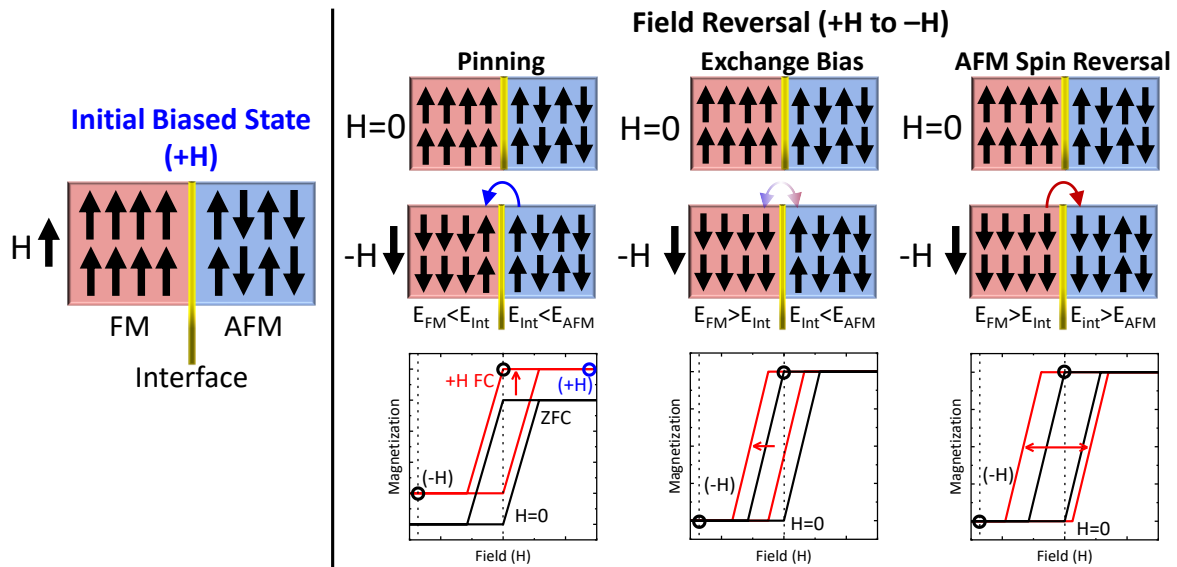 Field Reversal (+H to –H)
Pinning
Exchange Bias
AFM Spin Reversal
Initial Biased State
(+H)
H
FM
AFM
Interface
H=0
H=0
H=0
-H
-H
-H
E_FM<E_Int
E_Int<E_AFM
E_FM>E_Int
E_Int<E_AFM
E_FM>E_Int
E_int>E_AFM
Magnetization
+H FC
(+H)
ZFC
(-H)
H=0
Field (H)
Magnetization
(-H)
H=0
Field (H)
Magnetization
(-H)
H=0
Field (H)